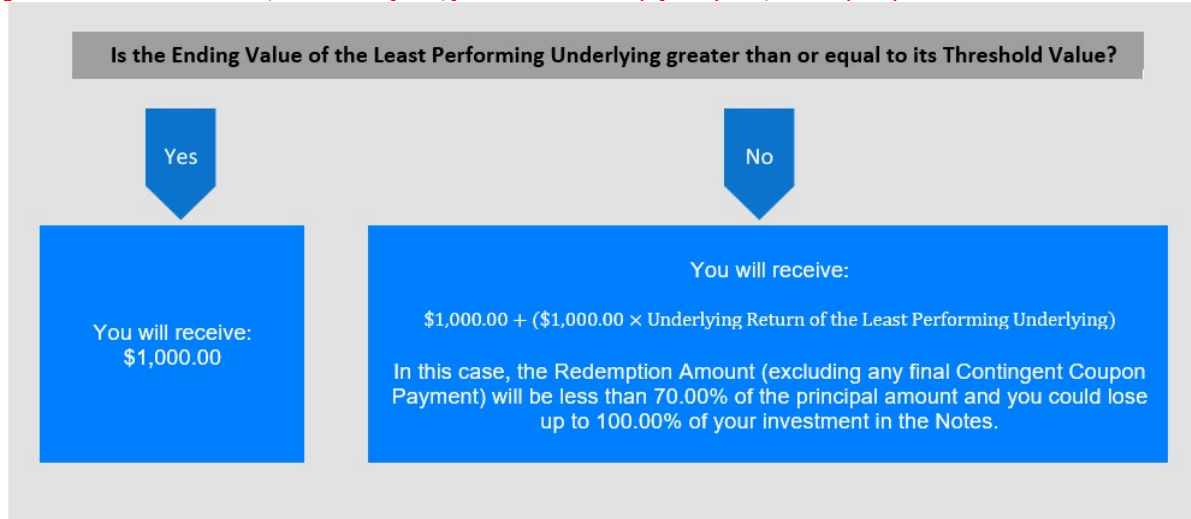 Is the Ending Value of the Least Performing Underlying greater than or equal to its Threshold Value?
Yes
No
You will receive:
$1,000.00
You will receive:
$1,000.00 + ($1,000.00 × Underlying Return of the Least Performing Underlying)
In this case, the Redemption Amount (excluding any final Contingent Coupon
Payment) will be less than 70.00% of the principal amount and you could lose
up to 100.00% of your investment in the Notes.